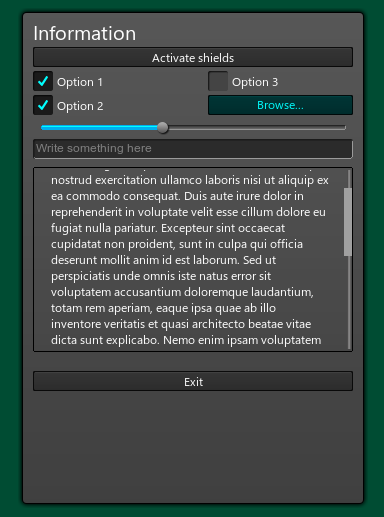 Information
Activate shields
Option 1
Option 3
Option 2
Browse...
Write something here
nostrud exercitation ullamco laboris nisi ut aliquip ex
ea commodo consequat. Duis aute irure dolor in
reprehenderit in voluptate velit esse cillum dolore eu
fugiat nulla pariatur. Excepteur sint occaecat
cupidatat non proident, sunt in culpa qui officia
deserunt mollit anim id est laborum. Sed ut
perspiciatis unde omnis iste natus error sit
voluptatem accusantium doloremque laudantium,
totam rem aperiam, eaque ipsa quae ab illo
inventore veritatis et quasi architecto beatae vitae
dicta sunt explicabo. Nemo enim ipsam voluptatem
Exit